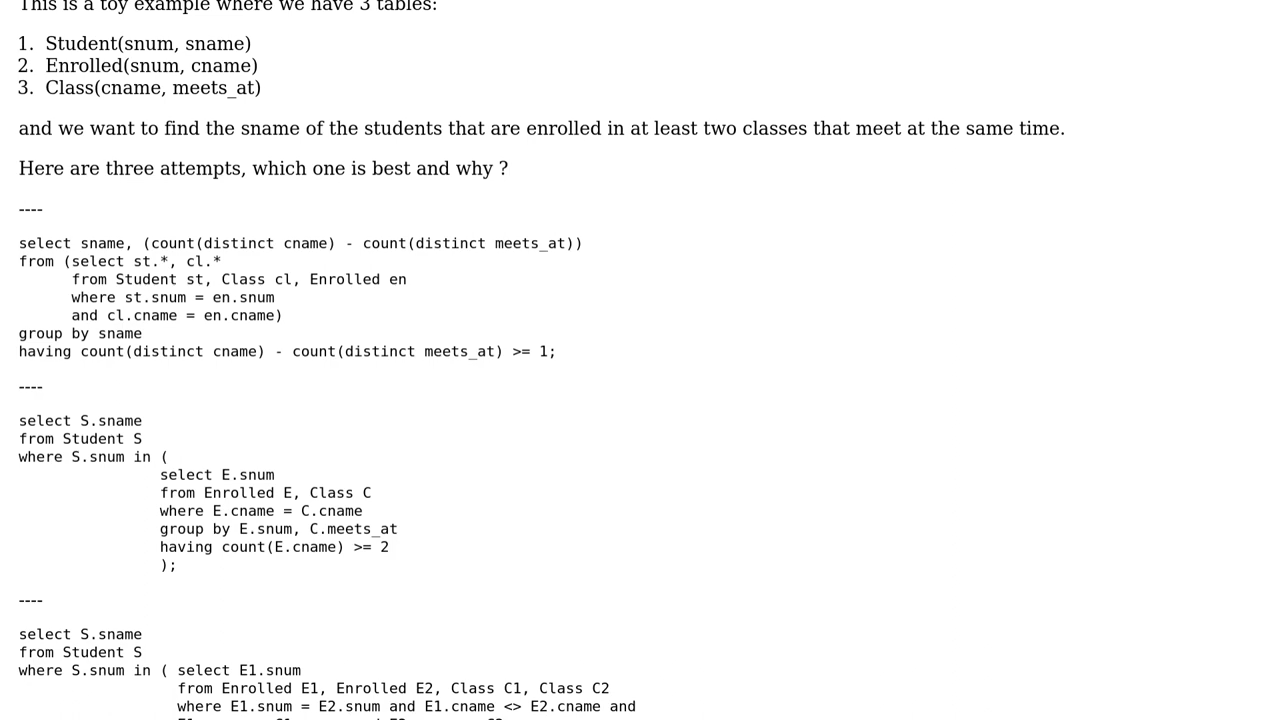 This is a toy example where we have 3 tables:
1. Student(snum, sname)
2. Enrolled(snum, cname)
3. Class(cname, meets_at)
and we want to find the sname of the students that are enrolled in at least two classes that meet at the same time.
Here are three attempts, which one is best and why ?
----
select sname, (count(distinct cname) - count(distinct meets_at))
from (select st.*, cl.*
      from Student st, Class cl, Enrolled en
      where st.snum = en.snum
      and cl.cname = en.cname)
group by sname
having count(distinct cname) - count(distinct meets_at) >= 1;
----
select S.sname
from Student S
where S.snum in (
                select E.snum
                from Enrolled E, Class C
                where E.cname = C.cname
                group by E.snum, C.meets_at
                having count(E.cname) >= 2
                );
----
select S.sname
from Student S
where S.snum in ( select E1.snum
                  from Enrolled E1, Enrolled E2, Class C1, Class C2
                  where E1.snum = E2.snum and E1.cname <> E2.cname and